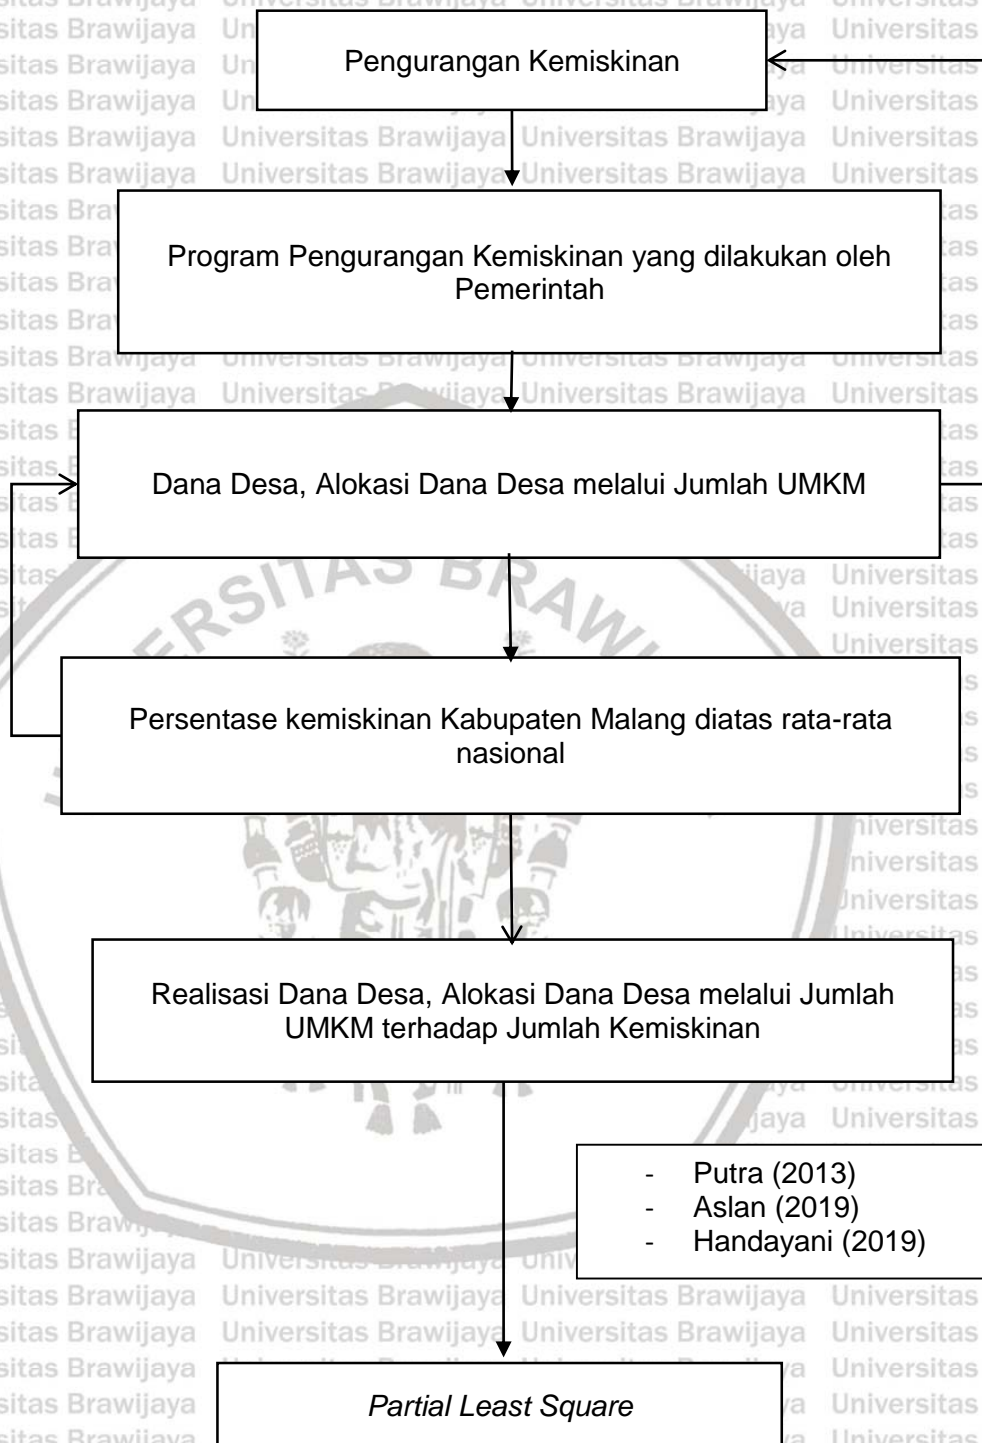 Pengurangan Kemiskinan
Program Pengurangan Kemiskinan yang dilakukan oleh
Pemerintah
Dana Desa, Alokasi Dana Desa melalui Jumlah UMKM
Persentase kemiskinan Kabupaten Malang diatas rata-rata
nasional
Realisasi Dana Desa, Alokasi Dana Desa melalui Jumlah
UMKM terhadap Jumlah Kemiskinan
- Putra (2013)
- Aslan (2019)
- Handayani (2019)
Partial Least Square